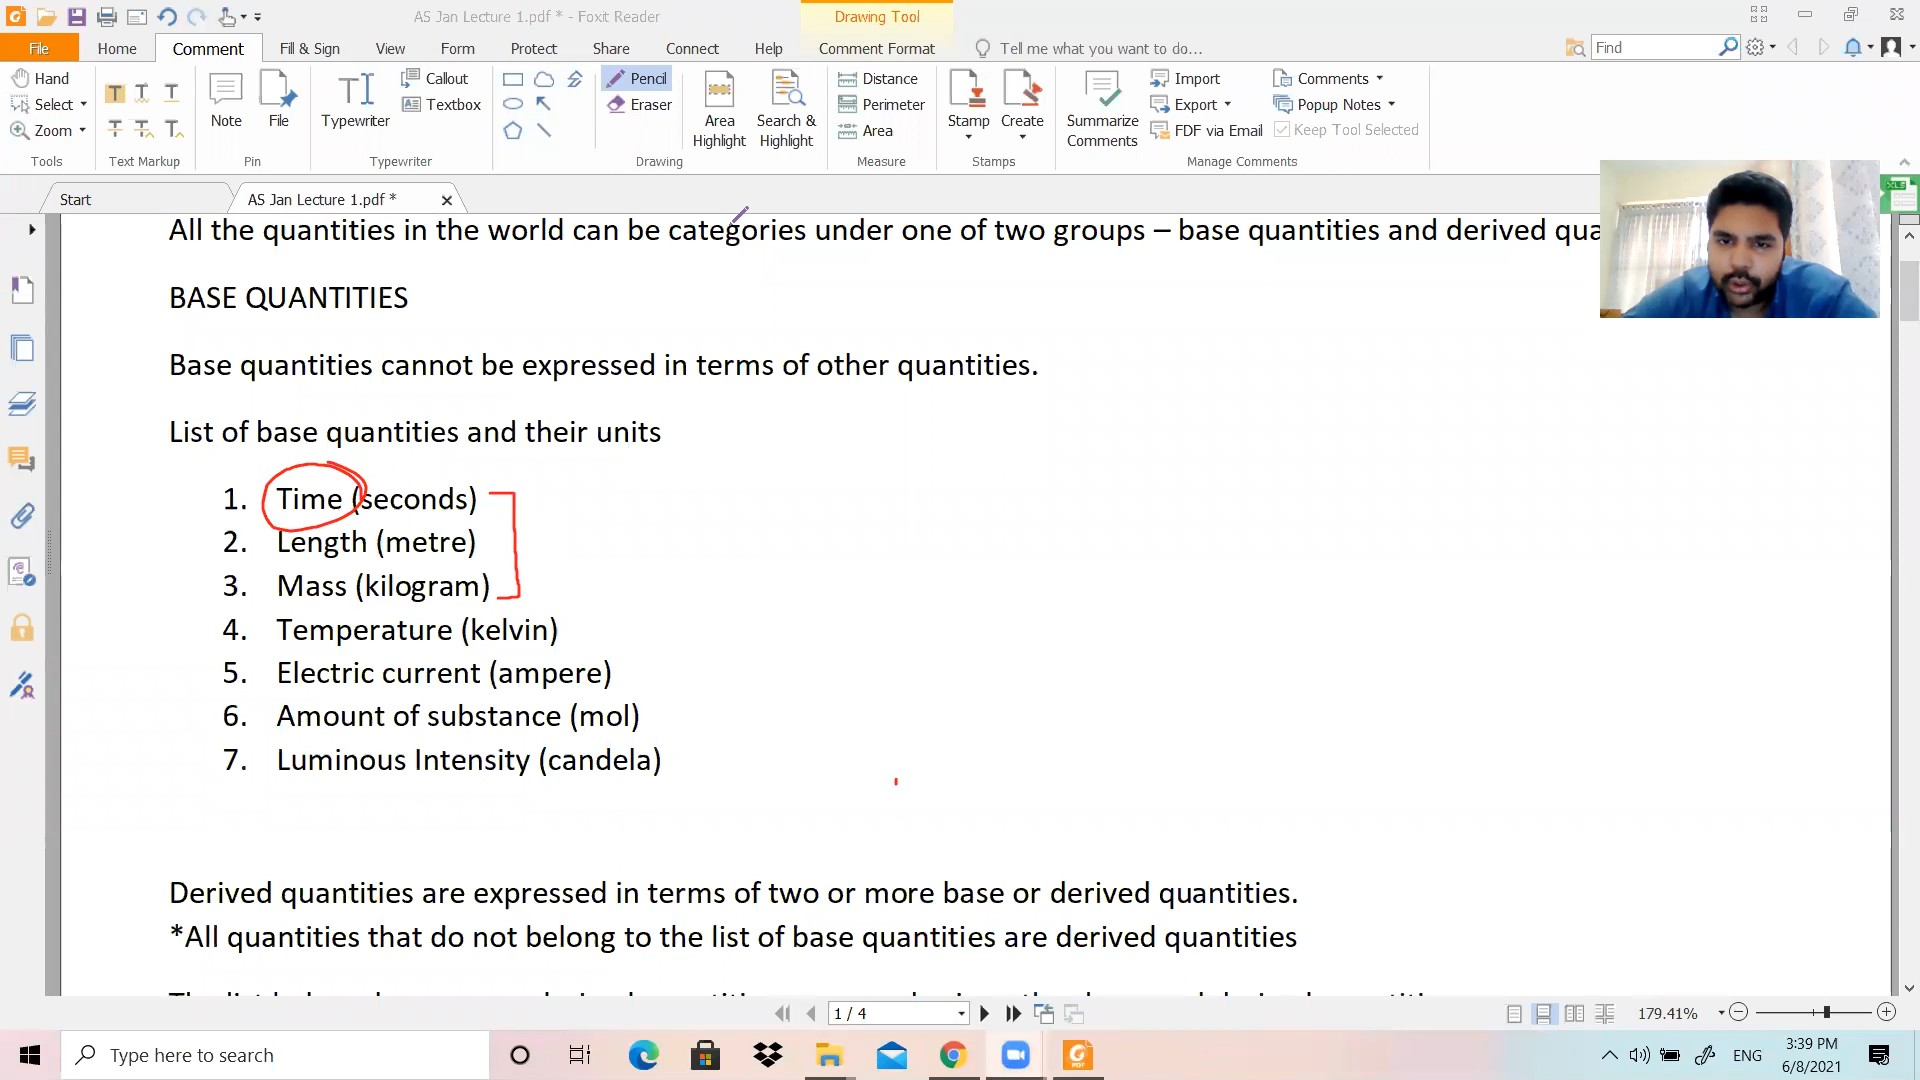 AS Jan Lecture 1.pdf * - Foxit Reader
Drawing Tool
File
Home
Comment
Fill & Sign
View
Form
Protect
Share
Connect
Help
Comment Format
Tell me what you want to do...
Find
Hand
Select
Zoom
Tools
Text Markup
Note
File
Pin
Typewriter
Callout
Textbox
Typewriter
Pencil
Eraser
Area Highlight
Search & Highlight
Drawing
Distance
Perimeter
Area
Measure
Stamp
Create
Stamps
Summarize Comments
Import
Export
FDF via Email
Comments
Popup Notes
Keep Tool Selected
Manage Comments
Start
AS Jan Lecture 1.pdf *
XLS
All the quantities in the world can be categories under one of two groups – base quantities and derived qua
BASE QUANTITIES
Base quantities cannot be expressed in terms of other quantities.
List of base quantities and their units
1. Time (seconds)
2. Length (metre)
3. Mass (kilogram)
4. Temperature (kelvin)
5. Electric current (ampere)
6. Amount of substance (mol)
7. Luminous Intensity (candela)
Derived quantities are expressed in terms of two or more base or derived quantities.
*All quantities that do not belong to the list of base quantities are derived quantities
1 / 4
179.41%
Type here to search
ENG
3:39 PM
6/8/2021